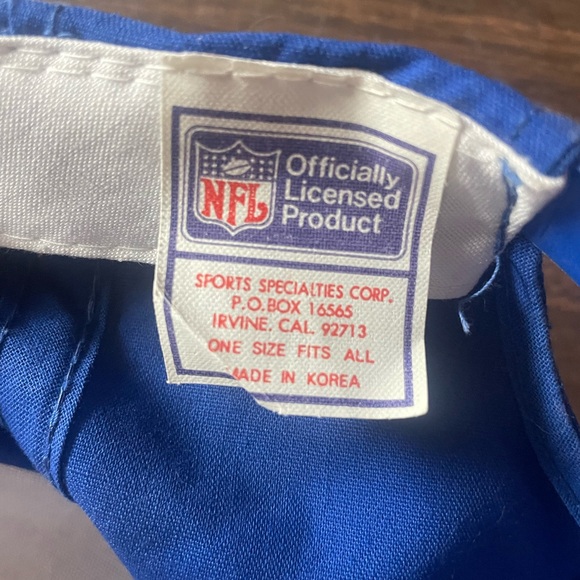 NFL
Officially
Licensed
Product
SPORTS SPECIALTIES CORP.
P.O.BOX 16565
IRVINE, CAL. 92713
ONE SIZE FITS ALL
MADE IN KOREA